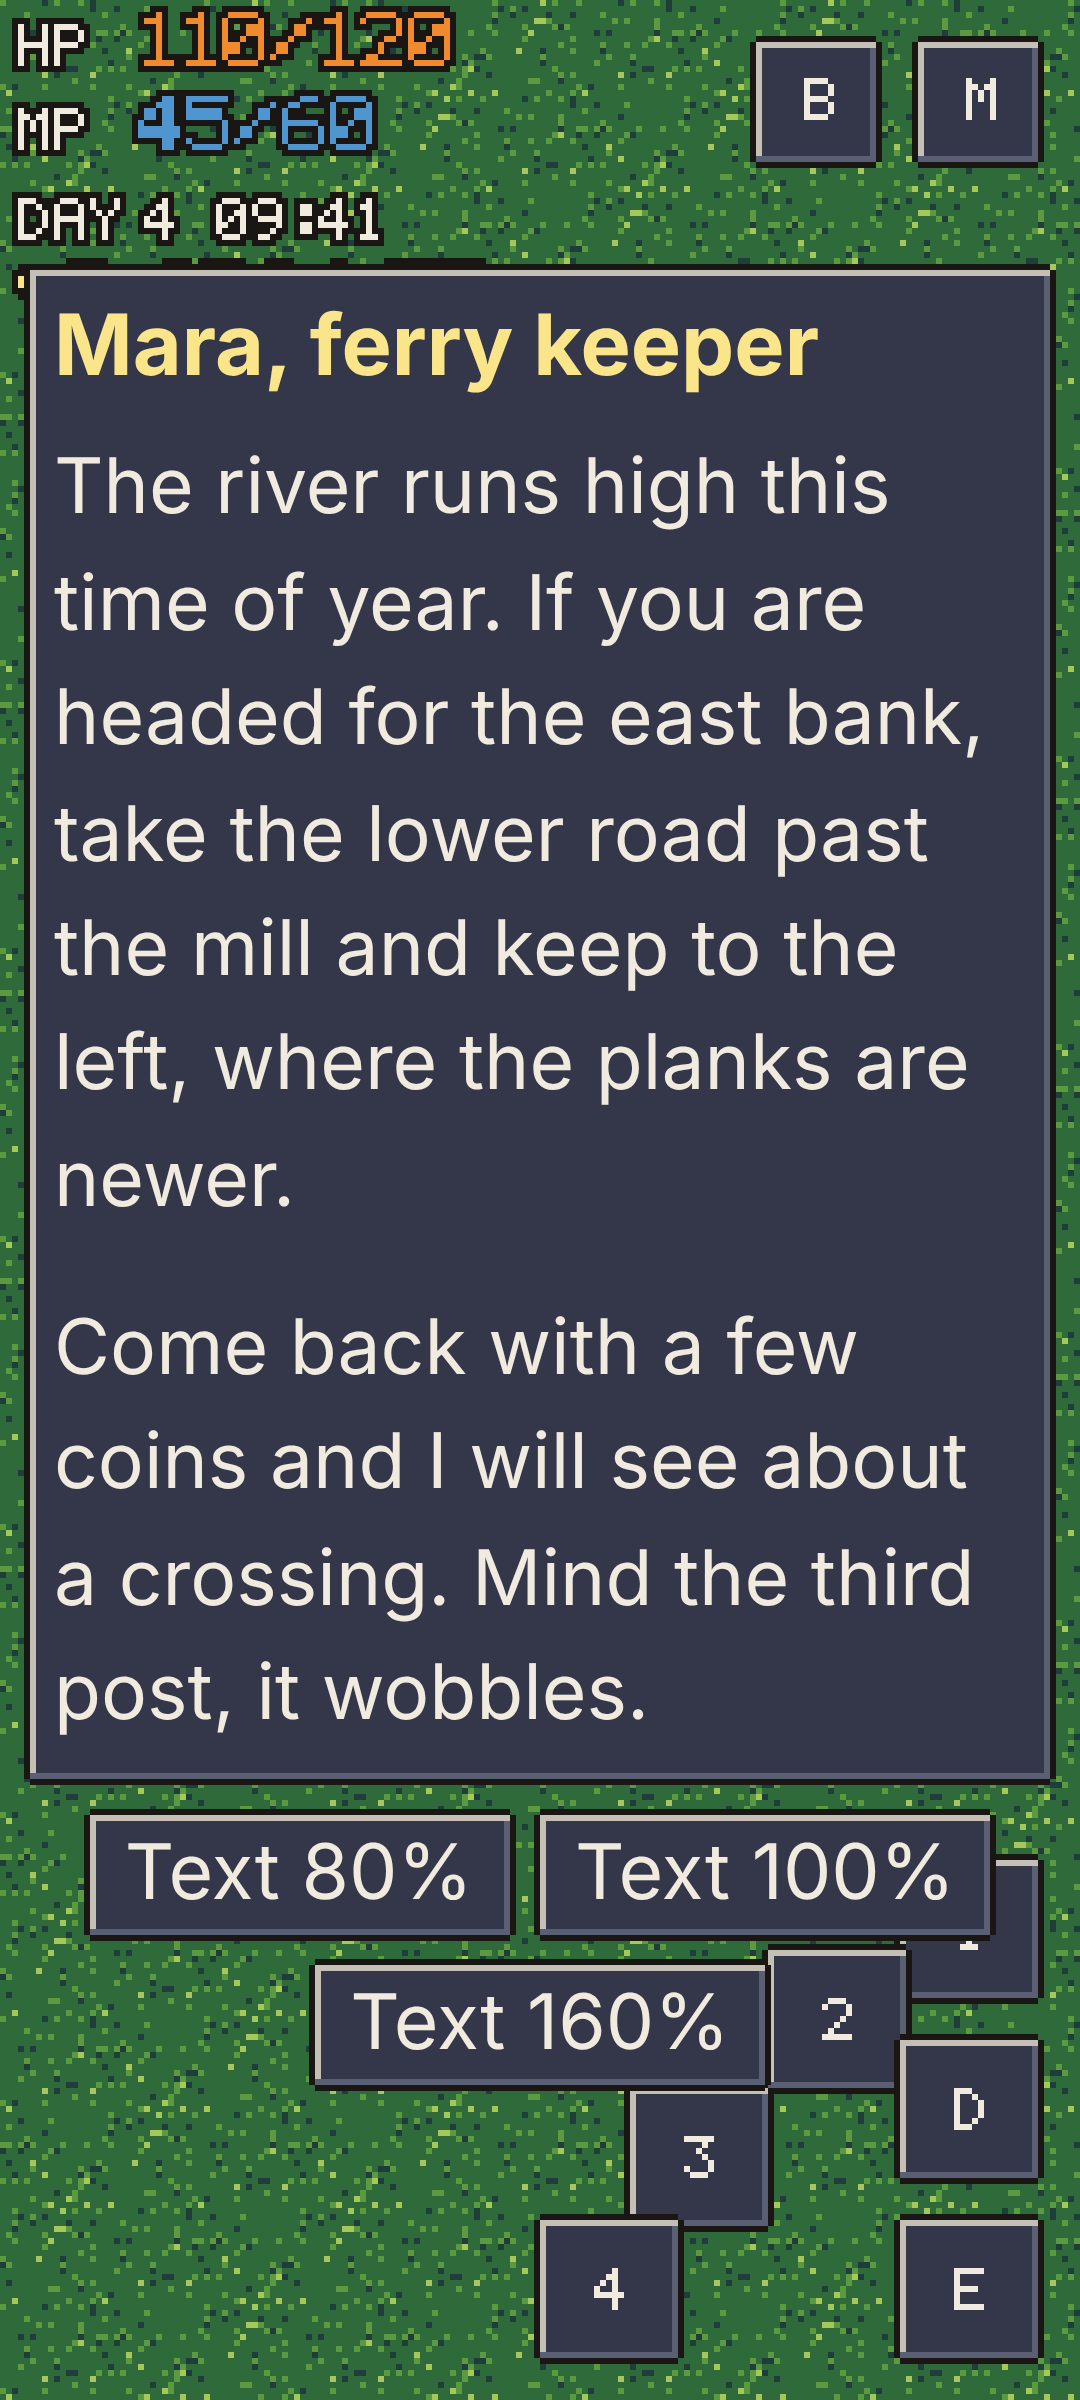 HP 110/120
MP 45/60
DAY 4 09:41
B
M
Mara, ferry keeper
The river runs high this
time of year. If you are
headed for the east bank,
take the lower road past
the mill and keep to the
left, where the planks are
newer.
Come back with a few
coins and I will see about
a crossing. Mind the third
post, it wobbles.
Text 80%
Text 100%
Text 160%
2
D
3
4
E